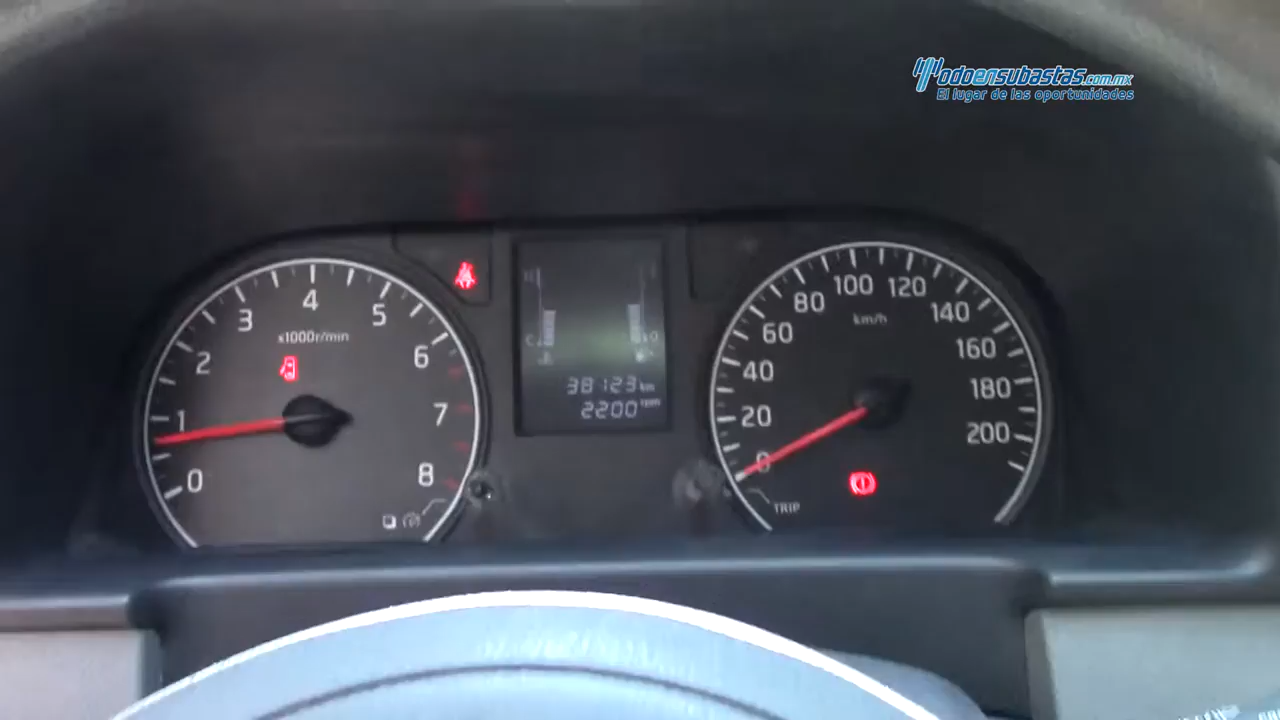 Modoensubastas.com.mx
El lugar de las oportunidades
0
1
2
3
4
5
6
7
8
x1000r/min
H
C
38123 km
2200 rpm
0
20
40
60
80
100
120
140
160
180
200
km/h
TRIP